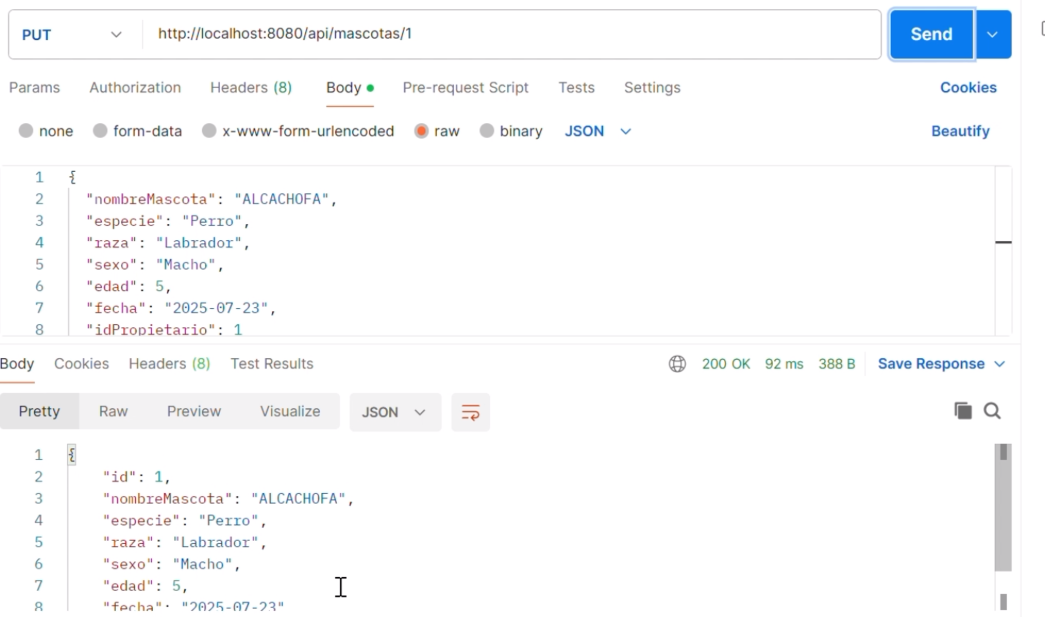 PUT http://localhost:8080/api/mascotas/1 Send
Params Authorization Headers (8) Body Pre-request Script Tests Settings Cookies
none form-data x-www-form-urlencoded raw binary JSON Beautify
1 {
2 "nombreMascota": "ALCACHOFA",
3 "especie": "Perro",
4 "raza": "Labrador",
5 "sexo": "Macho",
6 "edad": 5,
7 "fecha": "2025-07-23",
8 "idPropietario": 1
Body Cookies Headers (8) Test Results 200 OK 92 ms 388 B Save Response
Pretty Raw Preview Visualize JSON
1 {
2 "id": 1,
3 "nombreMascota": "ALCACHOFA",
4 "especie": "Perro",
5 "raza": "Labrador",
6 "sexo": "Macho",
7 "edad": 5,
8 "fecha": "2025-07-23"